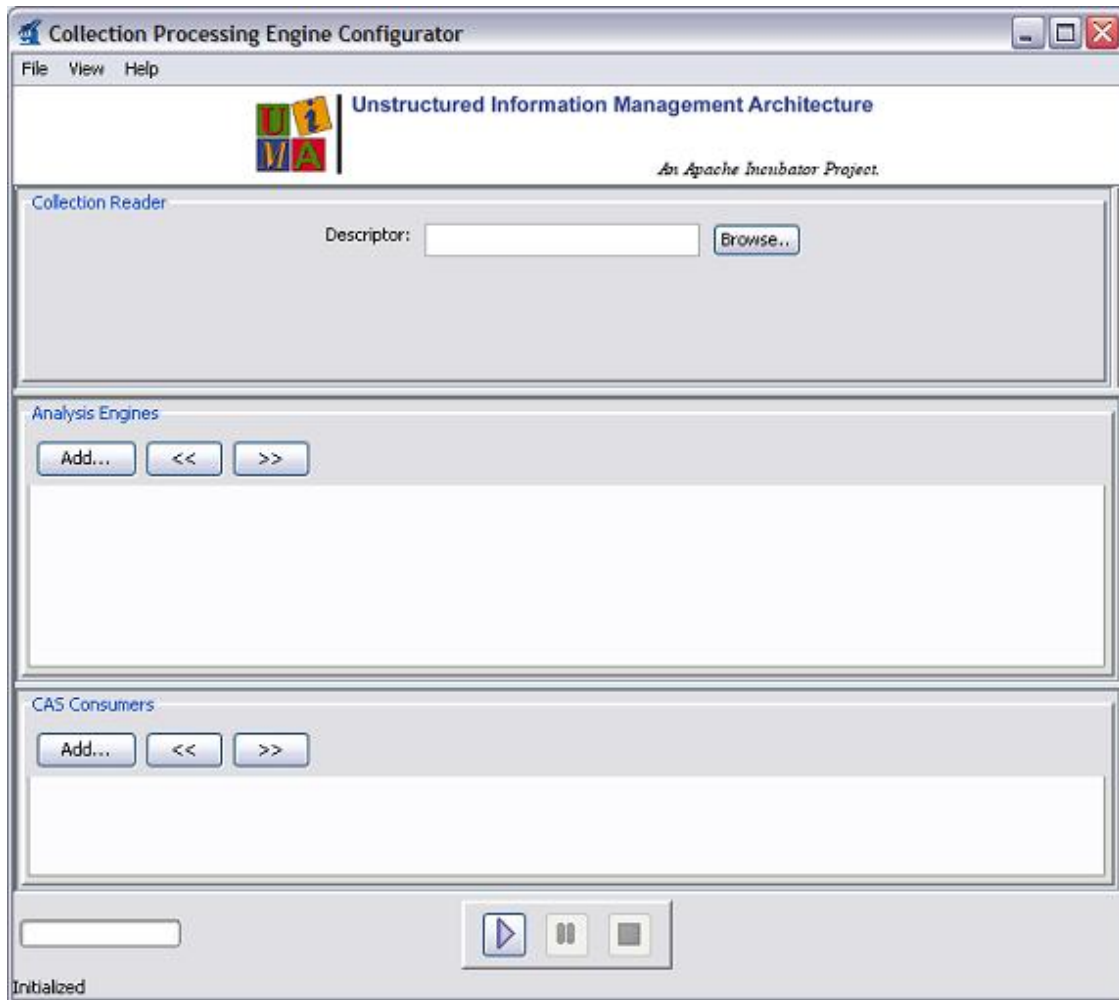 Collection Processing Engine Configurator
File View Help
UiMA
Unstructured Information Management Architecture
An Apache Incubator Project.
Collection Reader
Descriptor:
Browse..
Analysis Engines
Add... << >>
CAS Consumers
Add... << >>
Initialized